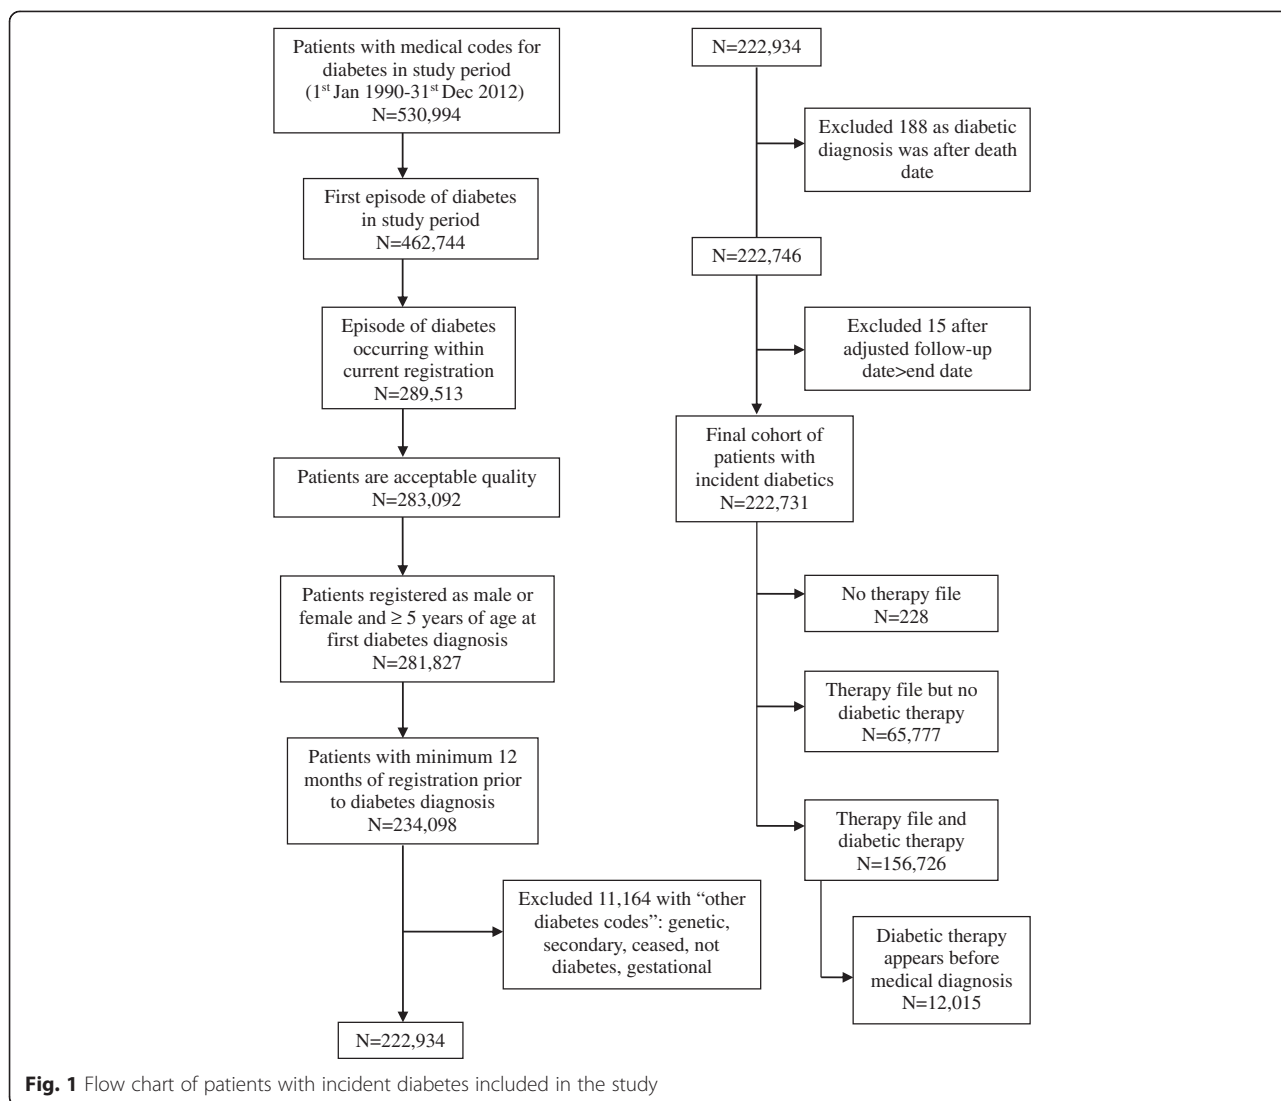 Patients with medical codes for
diabetes in study period
(1st Jan 1990-31st Dec 2012)
N=530,994
First episode of diabetes
in study period
N=462,744
Episode of diabetes
occurring within
current registration
N=289,513
Patients are acceptable quality
N=283,092
Patients registered as male or
female and ≥ 5 years of age at
first diabetes diagnosis
N=281,827
Patients with minimum 12
months of registration prior
to diabetes diagnosis
N=234,098
Excluded 11,164 with “other
diabetes codes”: genetic,
secondary, ceased, not
diabetes, gestational
N=222,934
N=222,934
Excluded 188 as diabetic
diagnosis was after death
date
N=222,746
Excluded 15 after
adjusted follow-up
date>end date
Final cohort of
patients with
incident diabetics
N=222,731
No therapy file
N=228
Therapy file but no
diabetic therapy
N=65,777
Therapy file and
diabetic therapy
N=156,726
Diabetic therapy
appears before
medical diagnosis
N=12,015
Fig. 1 Flow chart of patients with incident diabetes included in the study